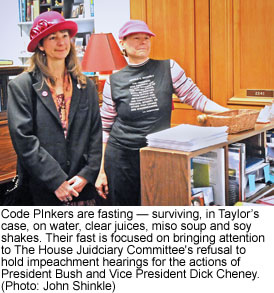 2241
Code PInkers are fasting — surviving, in Taylor's
case, on water, clear juices, miso soup and soy
shakes. Their fast is focused on bringing attention
to The House Juidciary Committee's refusal to
hold impeachment hearings for the actions of
President Bush and Vice President Dick Cheney.
(Photo: John Shinkle)